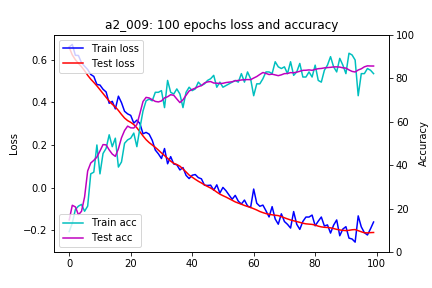 a2_009: 100 epochs loss and accuracy
Train loss
Test loss
Train acc
Test acc
Loss
0.6
0.4
0.2
0.0
−0.2
Accuracy
100
80
60
40
20
0
0 20 40 60 80 100